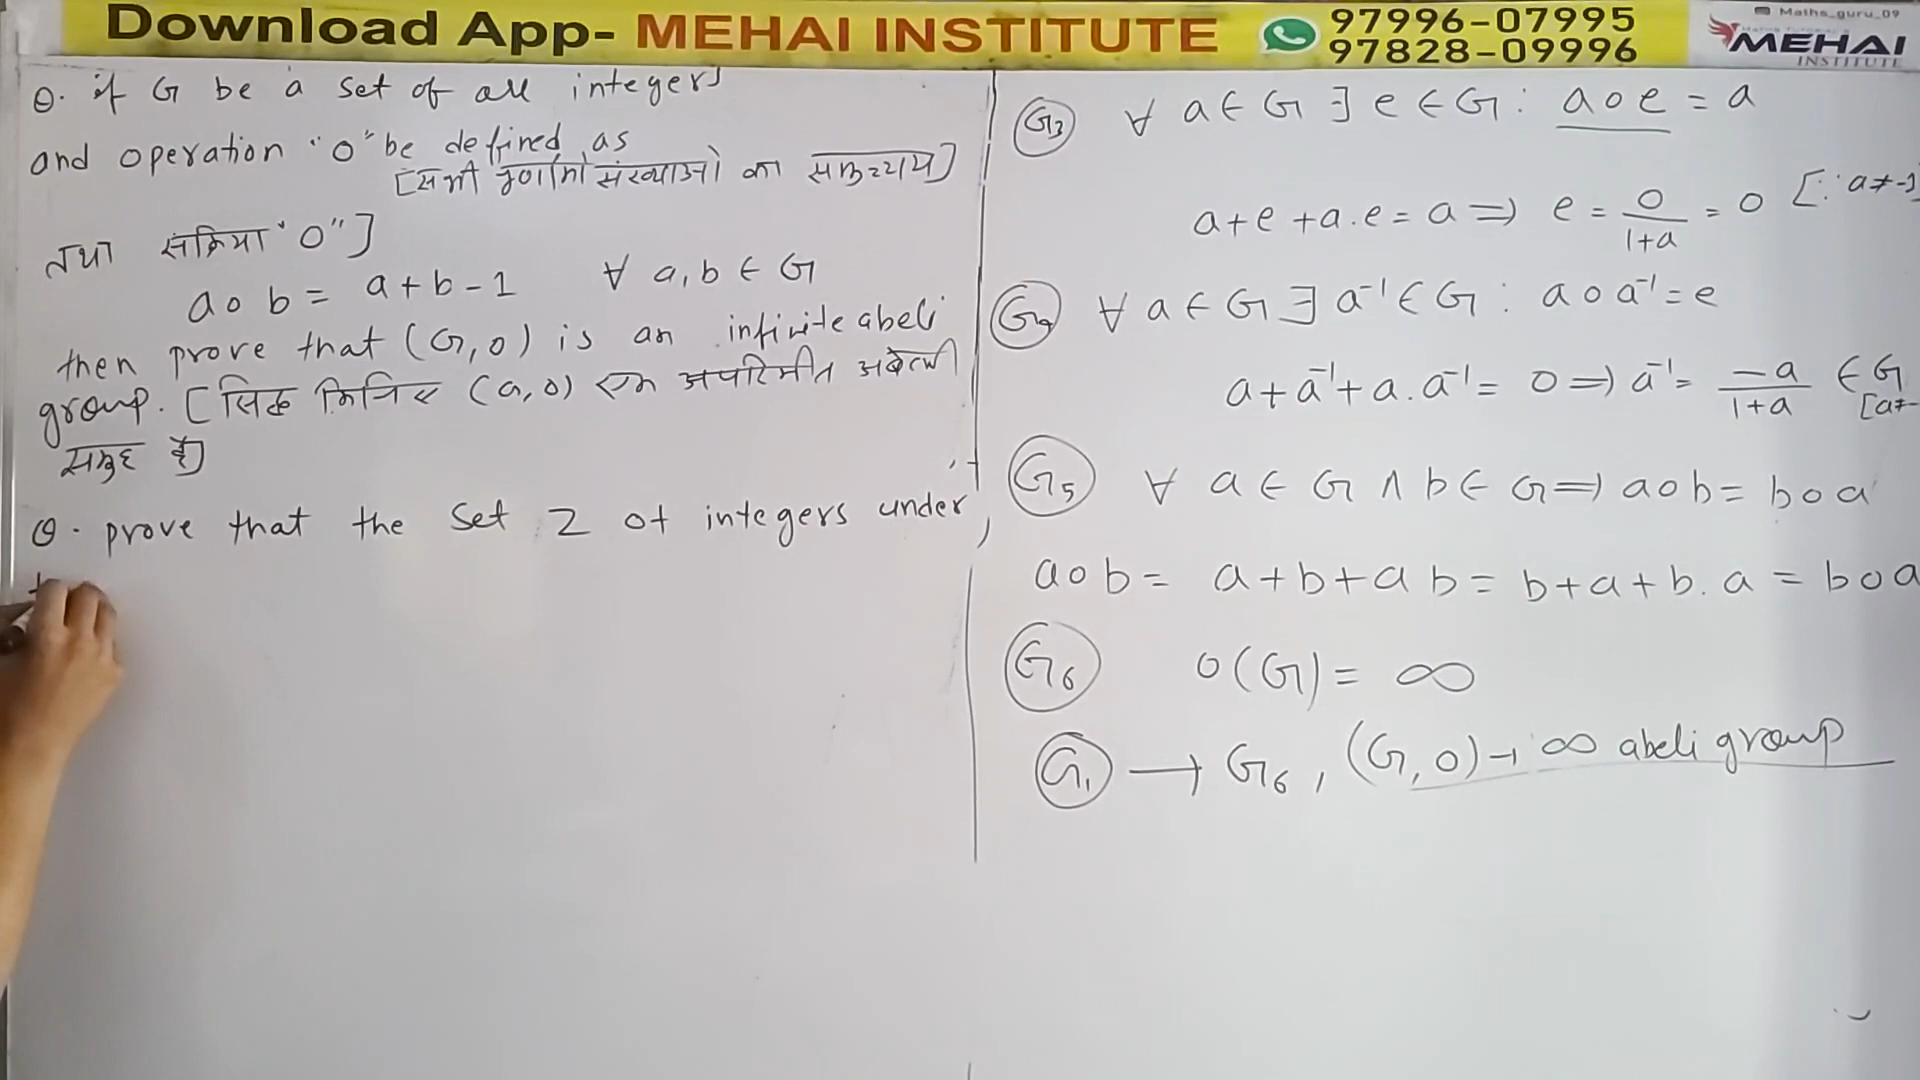 Download App- MEHAI INSTITUTE
97996-07995
97828-09996
Maths_guru_09
MEHAI
INSTITUTE
Q. if G be a set of all integers
and operation "o" be defined as
[सभी पूर्णांको संख्याओ का समुच्चय]
तथा संक्रिया "o"]
a o b = a + b - 1 ∀ a, b ∈ G
then prove that (G, o) is an infinite abeli
group. [सिद्ध किजिए (G, o) एक अपरिमीत अबेली
समुह है]
Q. prove that the set Z of integers under
G3 ∀ a ∈ G ∃ e ∈ G : a o e = a
a + e + a.e = a ⇒ e = 0/1+a = 0 [∵ a ≠ -1]
∀ a ∈ G ∃ a⁻¹ ∈ G : a o a⁻¹ = e
a + a⁻¹ + a.a⁻¹ = 0 ⇒ a⁻¹ = -a/1+a ∈ G
[a ≠ -
G5 ∀ a ∈ G ∧ b ∈ G ⇒ a o b = b o a
a o b = a + b + a b = b + a + b.a = b o a
G6 o(G) = ∞
G1 → G6, (G, o) → ∞ abeli group